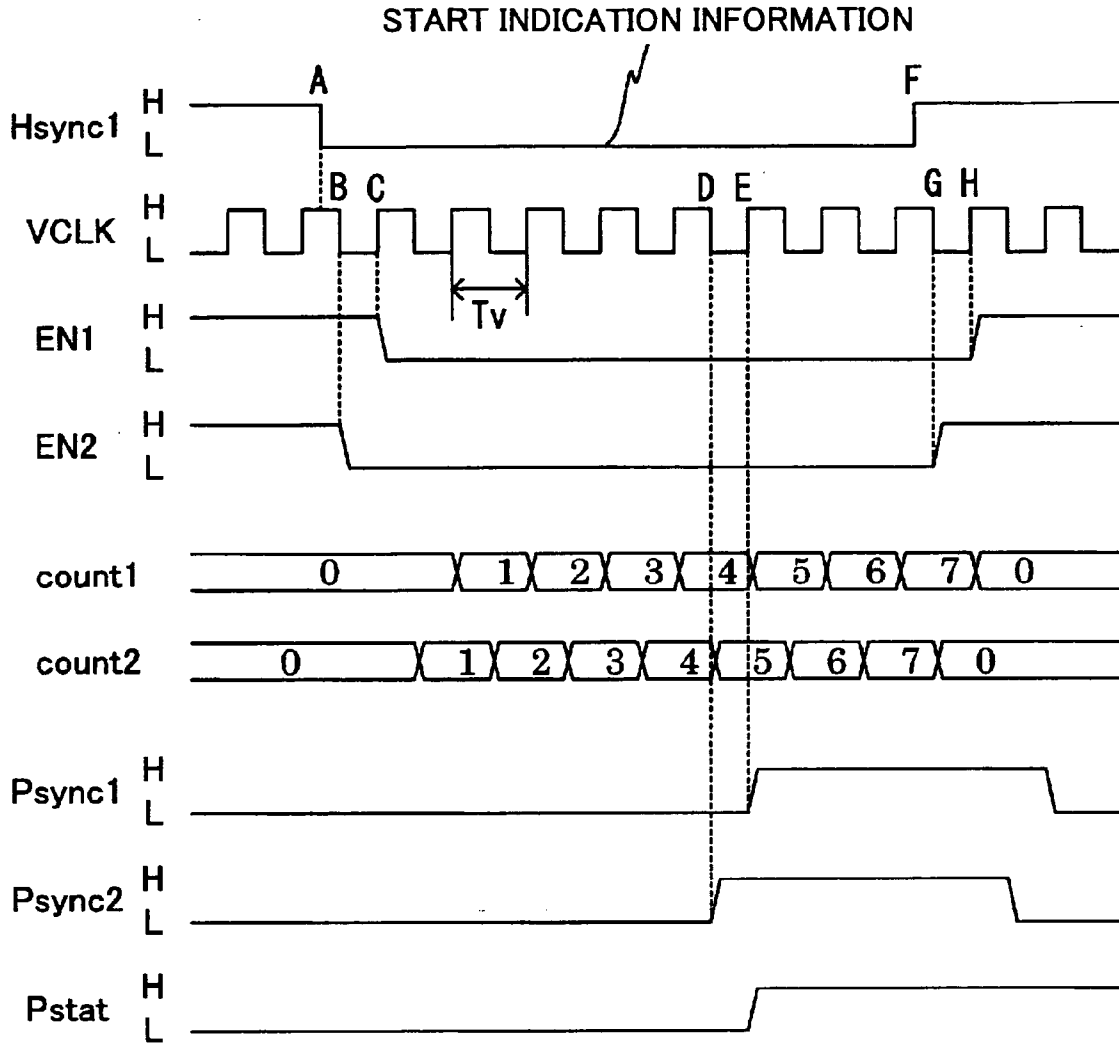 START INDICATION INFORMATION
A F
Hsync1 H L
B C D E G H
VCLK H L
Tv
EN1 H L
EN2 H L
count1 0 1 2 3 4 5 6 7 0
count2 0 1 2 3 4 5 6 7 0
Psync1 H L
Psync2 H L
Pstat H L